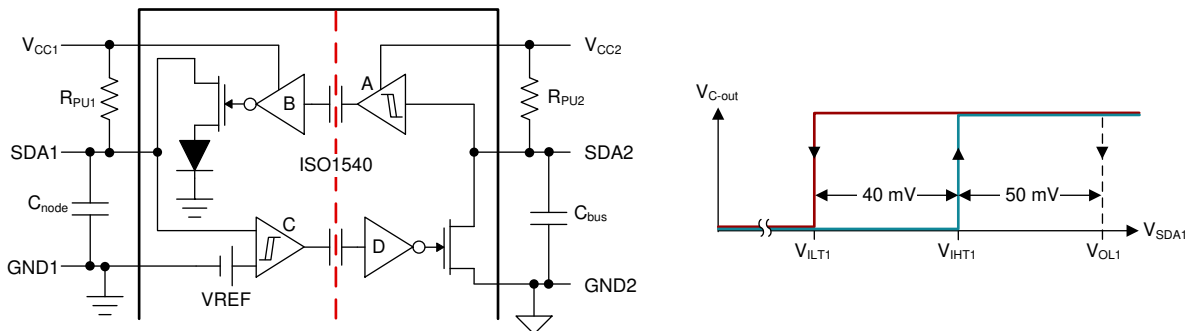 VCC1
VCC2
RPU1
B
A
RPU2
SDA1
ISO1540
SDA2
Cnode
C
D
Cbus
GND1
VREF
GND2
VC-out
40 mV
50 mV
VSDA1
VILT1
VIHT1
VOL1